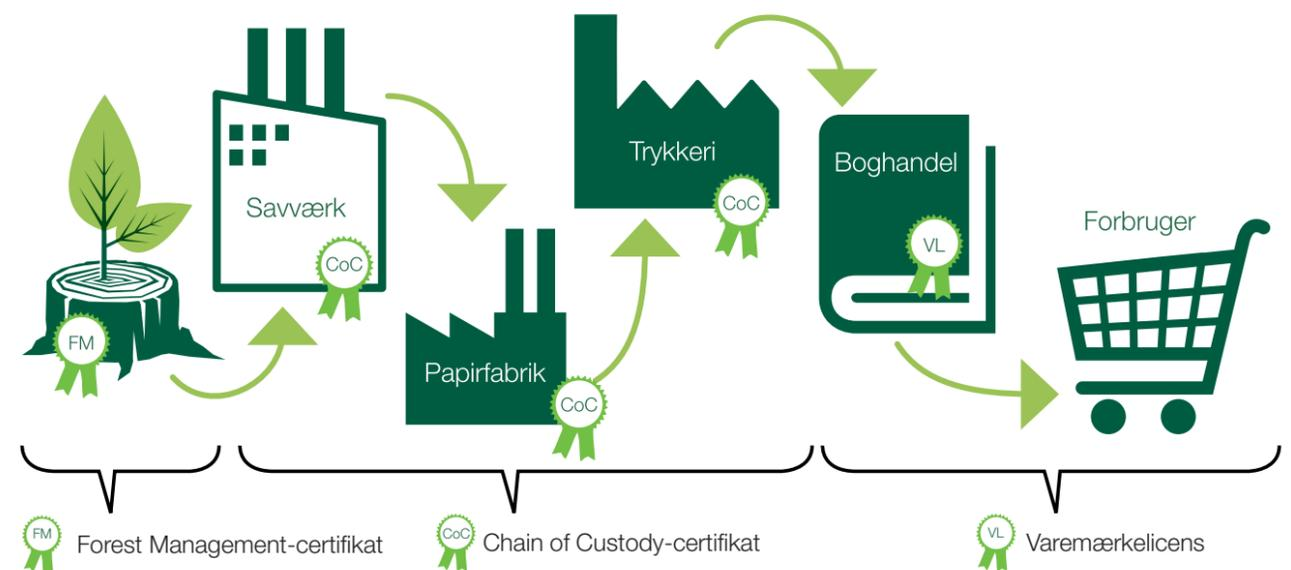 Savværk
CoC
FM
Papirfabrik
CoC
Trykkeri
CoC
Boghandel
VL
Forbruger
FM Forest Management-certifikat
CoC Chain of Custody-certifikat
VL Varemærkelicens